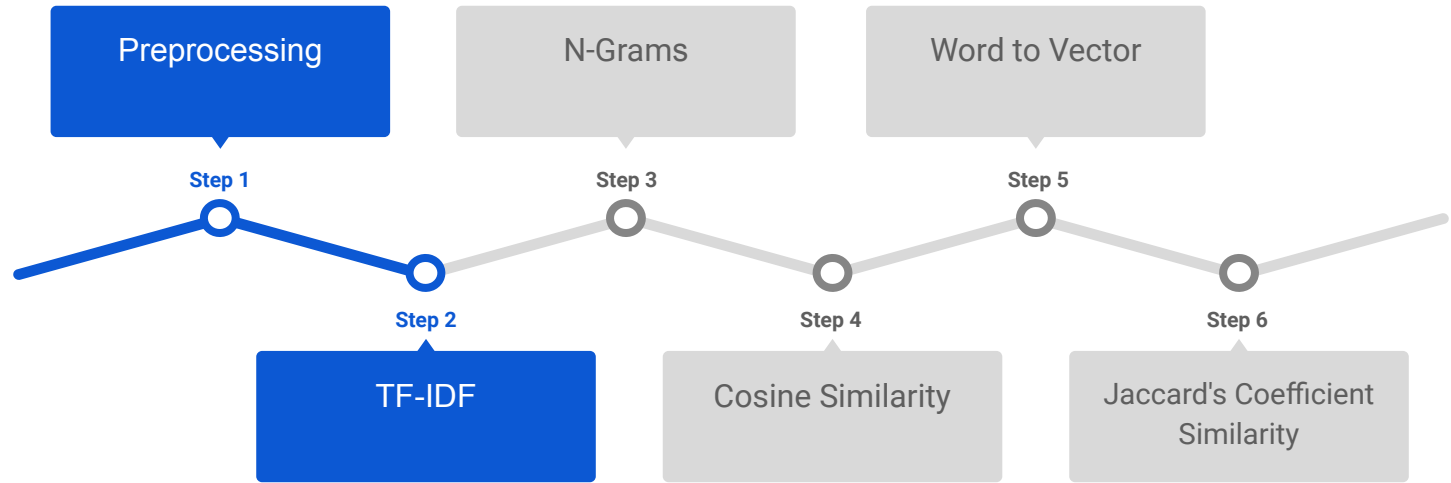 Preprocessing
N-Grams
Word to Vector
Step 1
Step 3
Step 5
Step 2
Step 4
Step 6
TF-IDF
Cosine Similarity
Jaccard's Coefficient
Similarity